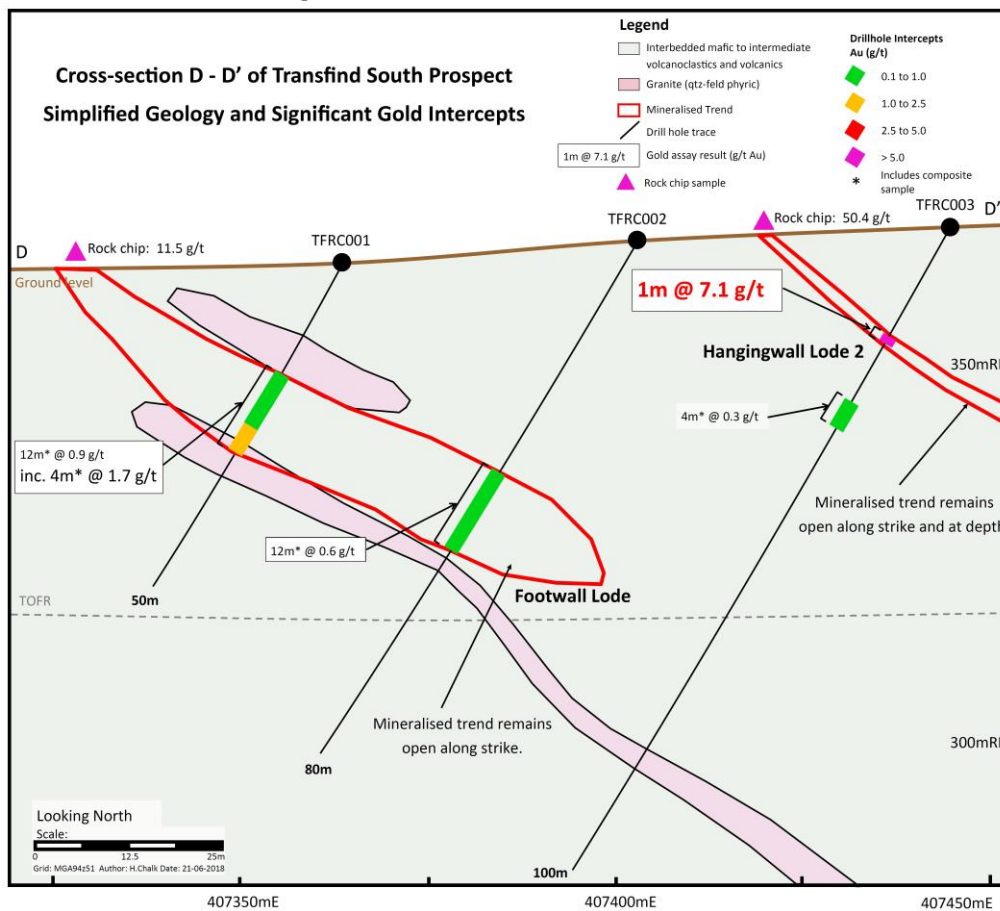 Cross-section D - D' of Transfind South Prospect
Simplified Geology and Significant Gold Intercepts
Legend
Interbedded mafic to intermediate
volcanoclastics and volcanics
Granite (qtz-feld phyric)
Mineralised Trend
Drill hole trace
1m @ 7.1 g/t
Gold assay result (g/t Au)
Rock chip sample
Drillhole Intercepts
Au (g/t)
0.1 to 1.0
1.0 to 2.5
2.5 to 5.0
> 5.0
* Includes composite
sample
D
Rock chip: 11.5 g/t
TFRC001
TFRC002
Rock chip: 50.4 g/t
TFRC003
D'
Ground level
1m @ 7.1 g/t
Hangingwall Lode 2
350mRL
4m* @ 0.3 g/t
12m* @ 0.9 g/t
inc. 4m* @ 1.7 g/t
Mineralised trend remains
open along strike and at depth
12m* @ 0.6 g/t
Footwall Lode
50m
TOFR
Mineralised trend remains
open along strike.
300mRL
80m
100m
Looking North
Scale:
0 12.5 25m
Grid: MGA94z51 Author: H.Chalk Date: 21-06-2018
407350mE
407400mE
407450mE